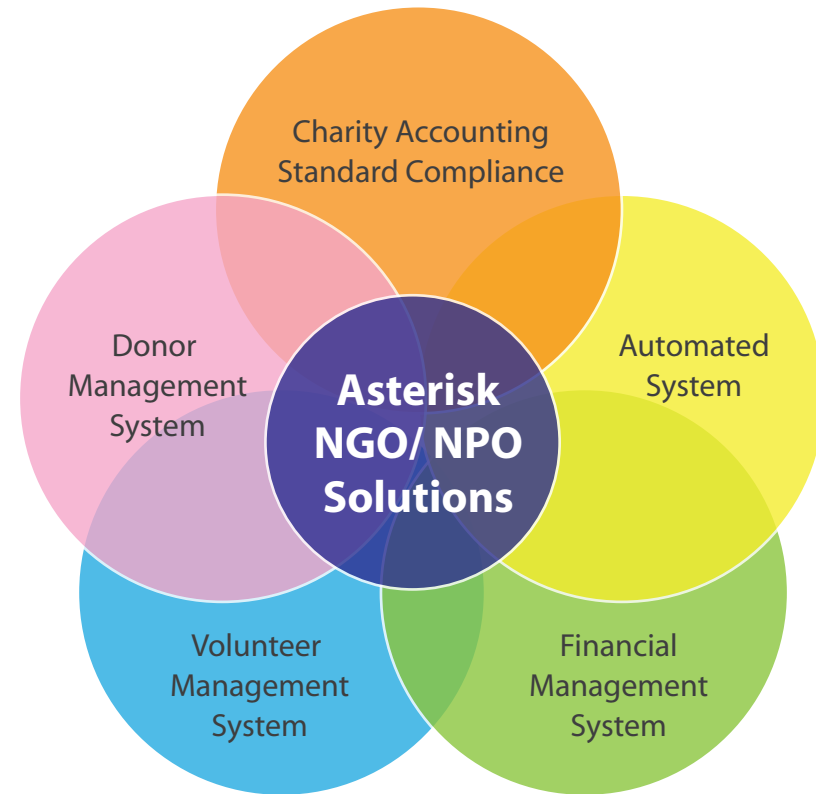 Charity Accounting
Standard Compliance
Donor
Management
System
Automated
System
Asterisk
NGO/ NPO
Solutions
Volunteer
Management
System
Financial
Management
System